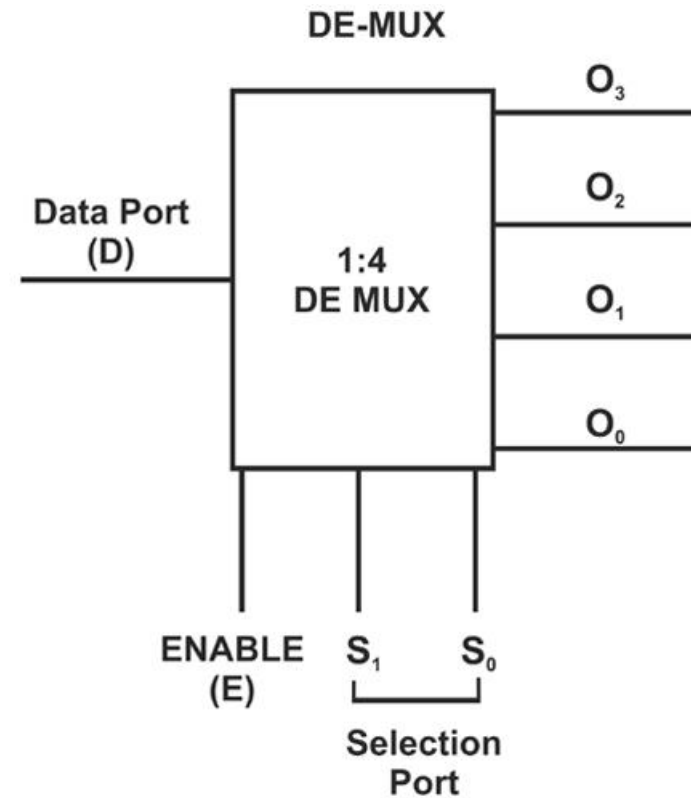 DE-MUX
O₃
O₂
Data Port
(D)
1:4
DE MUX
O₁
O₀
ENABLE
(E)
S₁
S₀
Selection
Port